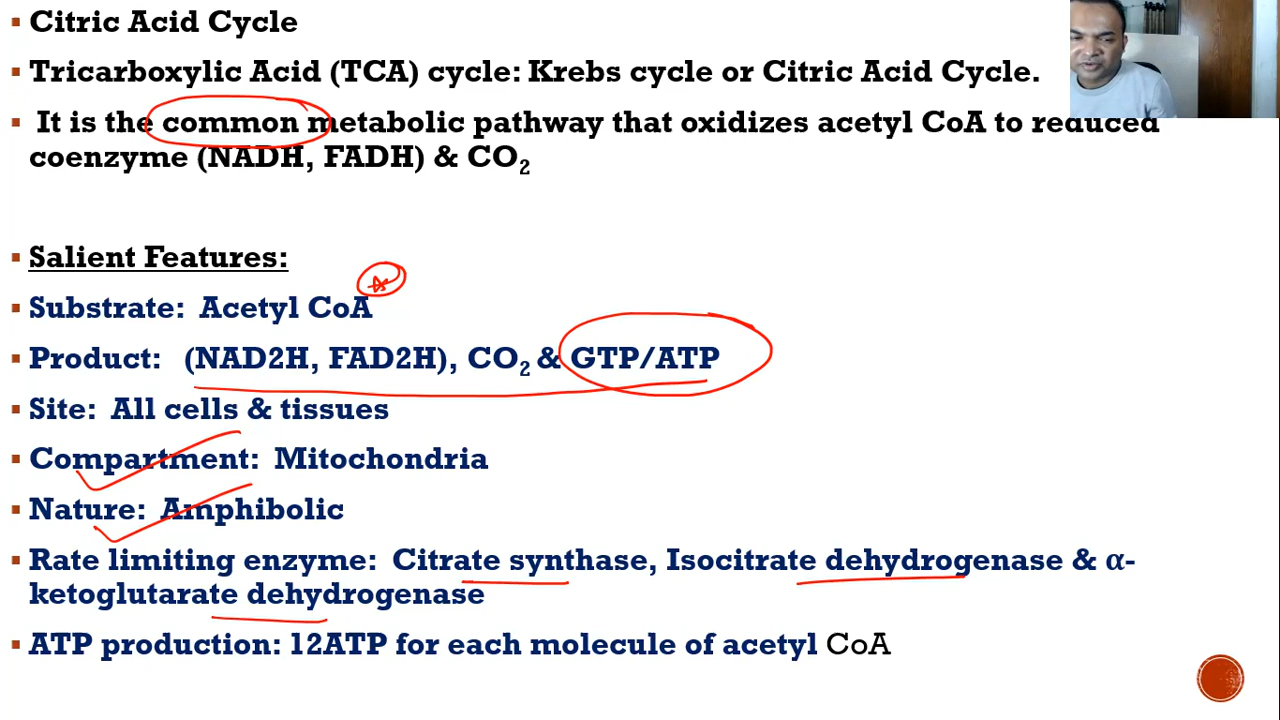 Citric Acid Cycle
Tricarboxylic Acid (TCA) cycle: Krebs cycle or Citric Acid Cycle.
It is the common metabolic pathway that oxidizes acetyl CoA to reduced
coenzyme (NADH, FADH) & CO₂
Salient Features:
Substrate: Acetyl CoA
Product: (NAD2H, FAD2H), CO₂ & GTP/ATP
Site: All cells & tissues
Compartment: Mitochondria
Nature: Amphibolic
Rate limiting enzyme: Citrate synthase, Isocitrate dehydrogenase & α-
ketoglutarate dehydrogenase
ATP production: 12ATP for each molecule of acetyl CoA